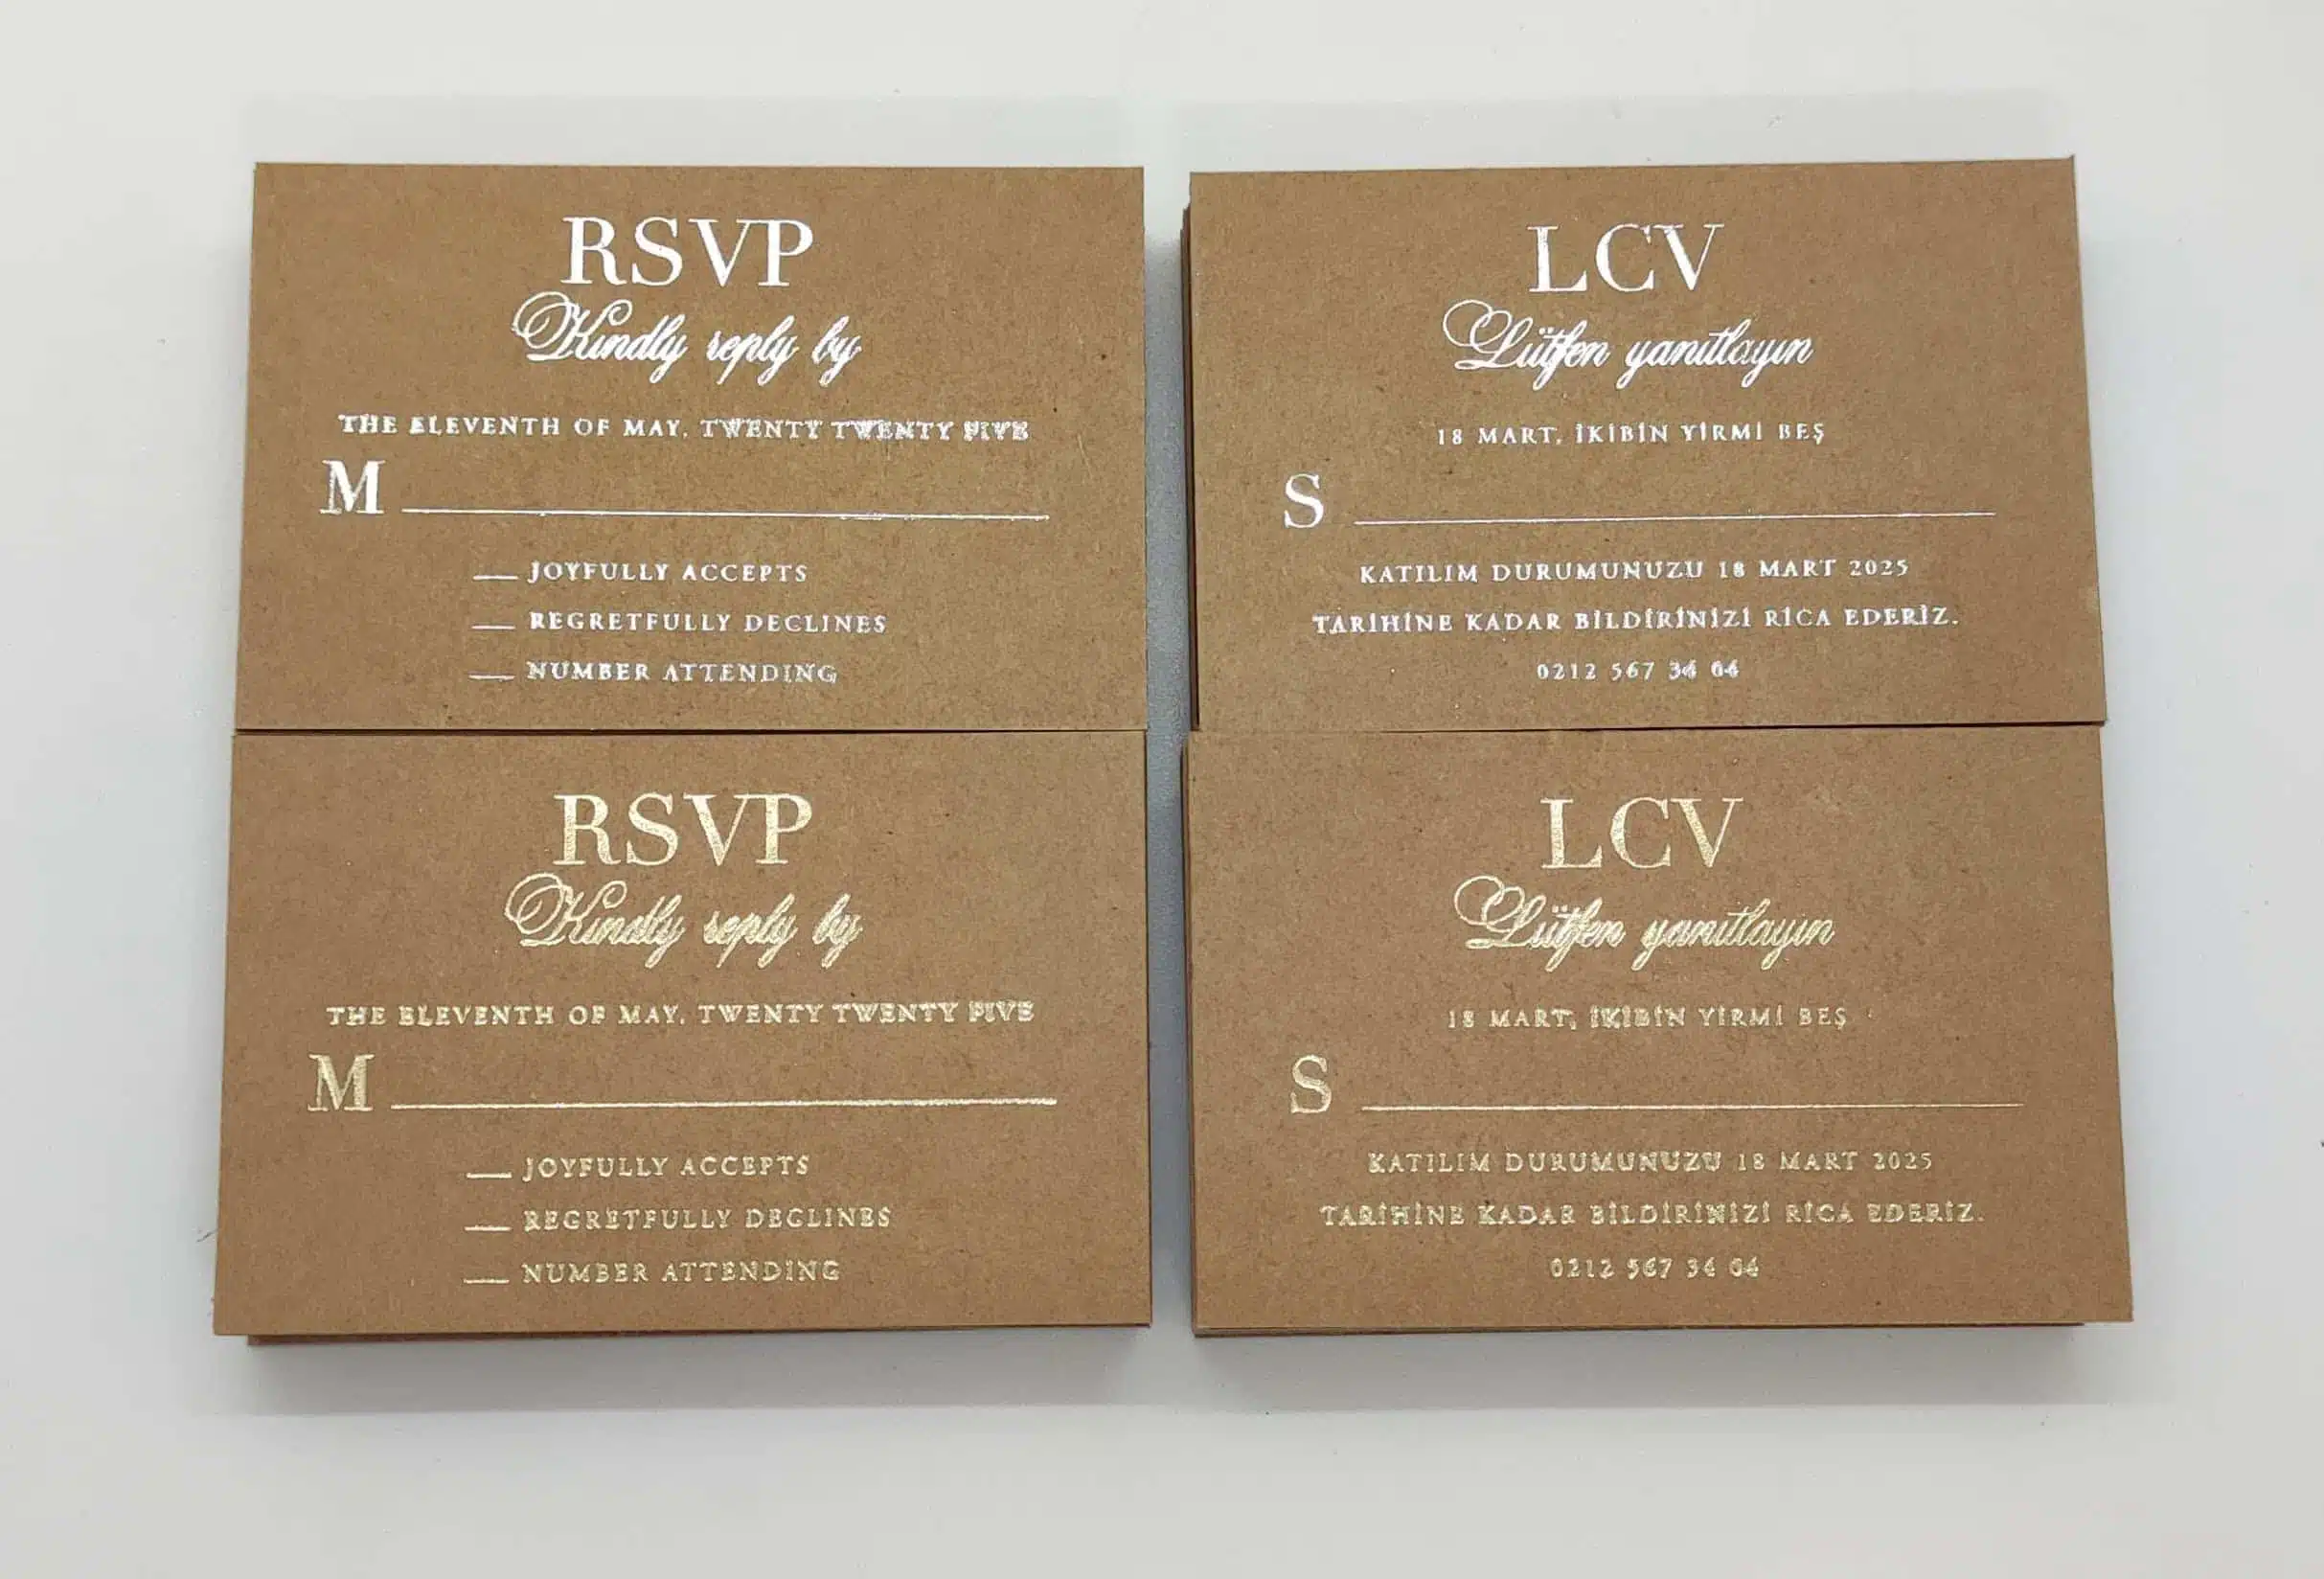 RSVP
Kindly reply by
THE ELEVENTH OF MAY, TWENTY TWENTY FIVE
M
JOYFULLY ACCEPTS
REGRETFULLY DECLINES
NUMBER ATTENDING
LCV
Lütfen yanıtlayın
18 MART, İKİBİN YİRMİ BEŞ
S
KATILIM DURUMUNUZU 18 MART 2025
TARİHİNE KADAR BİLDİRİNİZİ RİCA EDERİZ.
0212 567 34 04
RSVP
Kindly reply by
THE ELEVENTH OF MAY, TWENTY TWENTY FIVE
M
JOYFULLY ACCEPTS
REGRETFULLY DECLINES
NUMBER ATTENDING
LCV
Lütfen yanıtlayın
18 MART, İKİBİN YİRMİ BEŞ
S
KATILIM DURUMUNUZU 18 MART 2025
TARİHİNE KADAR BİLDİRİNİZİ RİCA EDERİZ.
0212 567 34 04